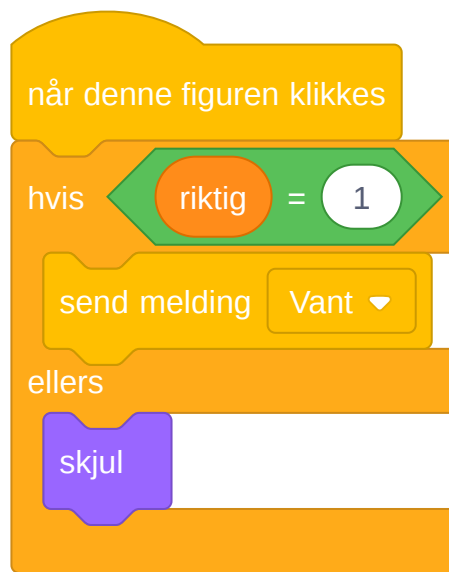 når denne figuren klikkes
hvis riktig = 1
send melding Vant
ellers
skjul